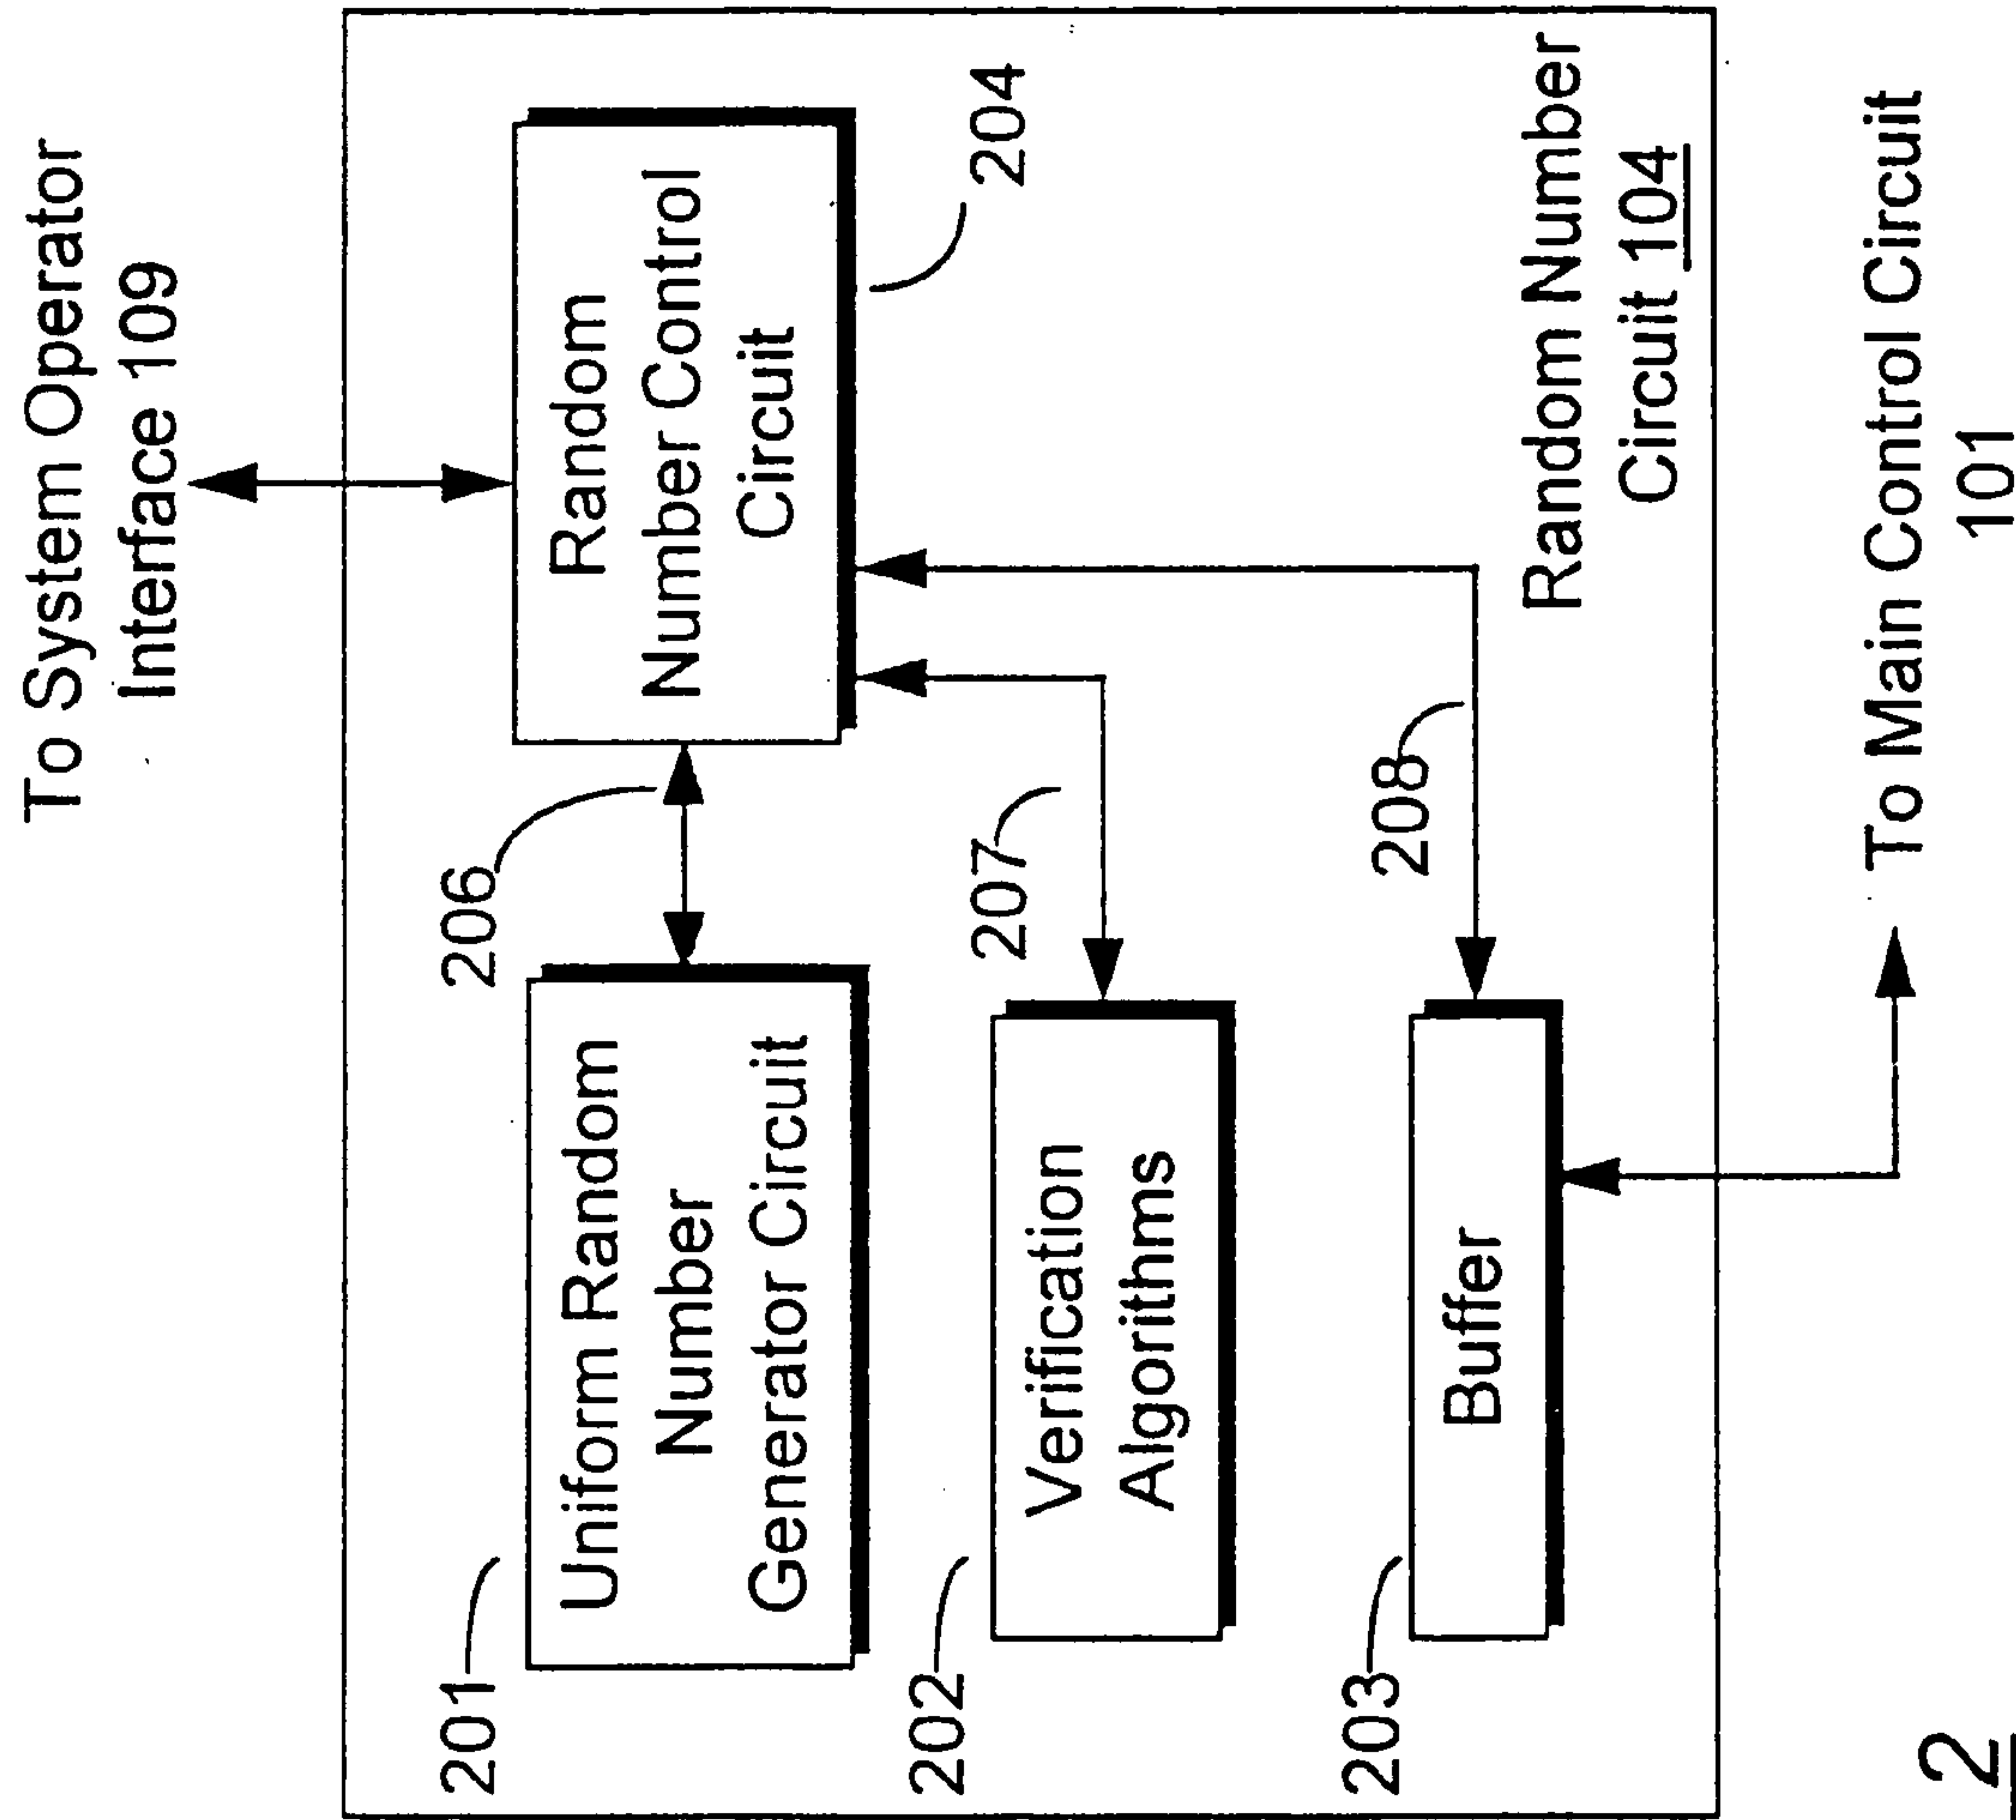 To System Operator
Interface 109
201
Uniform Random
Number
Generator Circuit
206
Random
Number Control
Circuit
204
202
Verification
Algorithms
207
203
Buffer
208
Random Number
Circuit 104
To Main Control Circuit
101
2